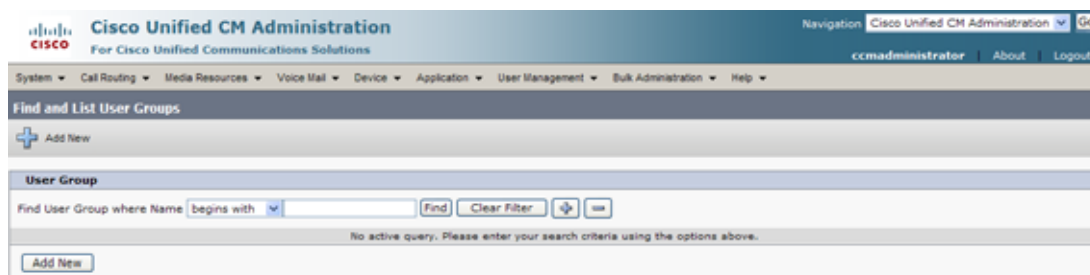 Cisco Unified CM Administration
CISCO For Cisco Unified Communications Solutions
Navigation Cisco Unified CM Administration
ccmadministrator | About | Logout
System Call Routing Media Resources Voice Mail Device Application User Management Bulk Administration Help
Find and List User Groups
Add New
User Group
Find User Group where Name begins with Find Clear Filter
No active query. Please enter your search criteria using the options above.
Add New